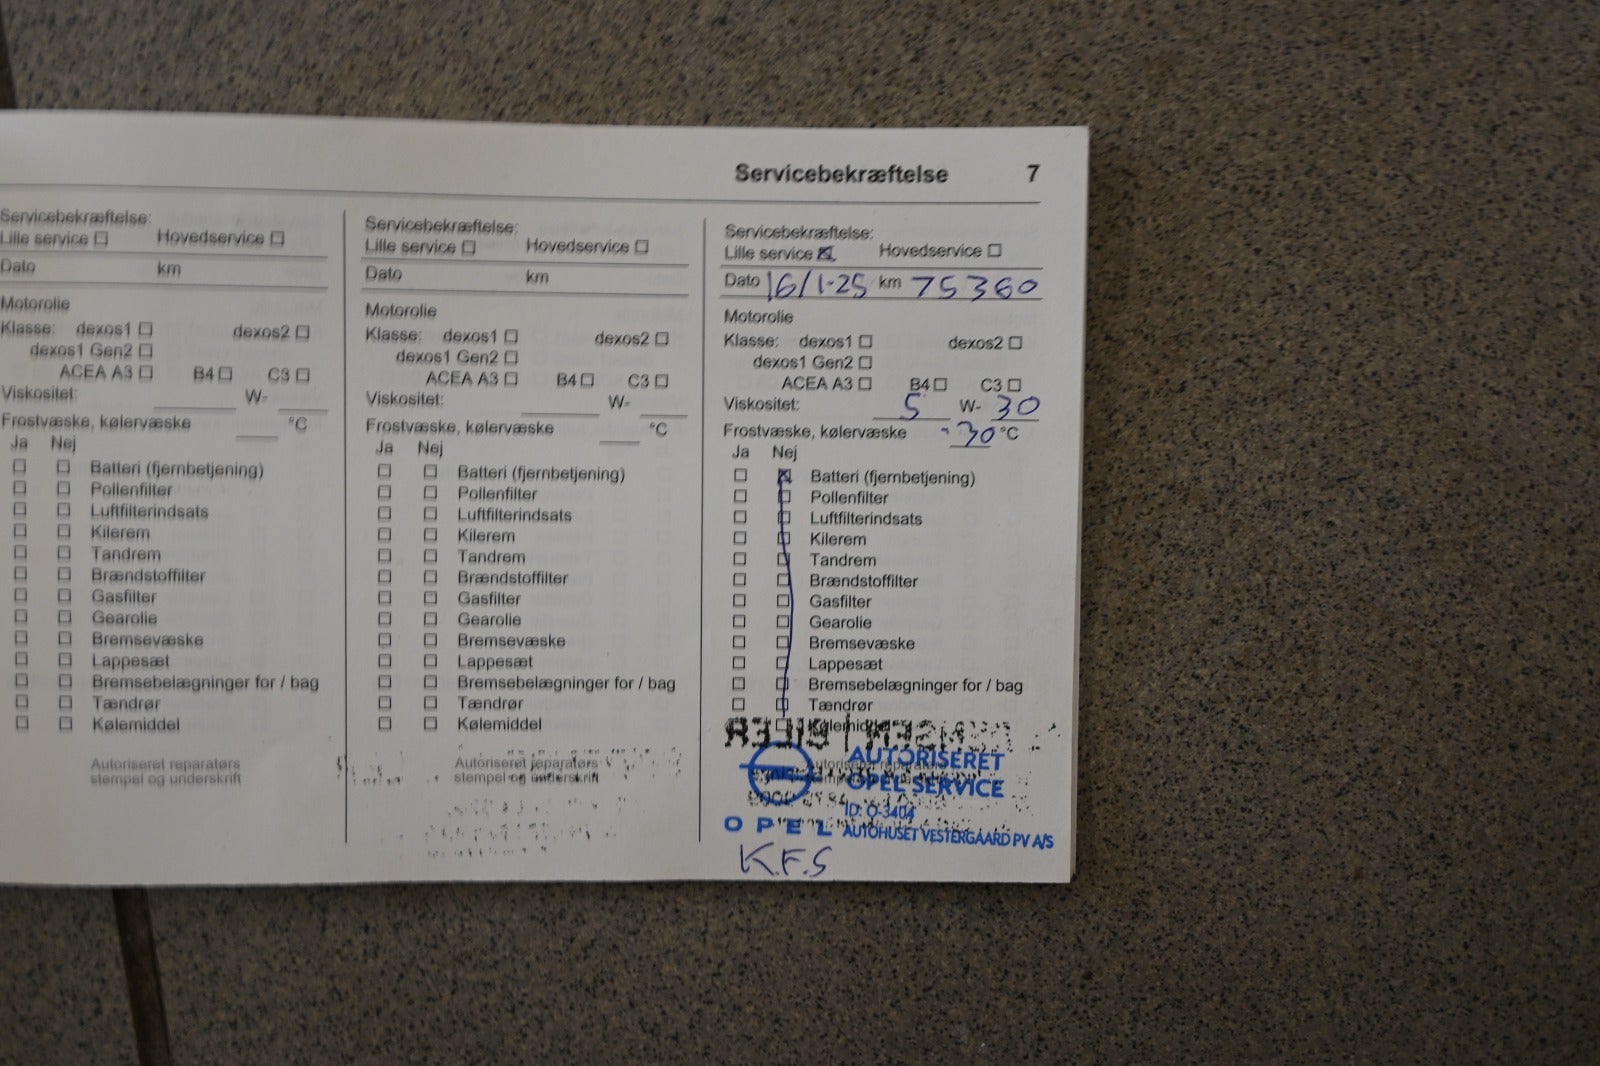 Servicebekræftelse 7
Servicebekræftelse:
Lille service Hovedservice
Dato km
Motorolie
Klasse: dexos1 dexos2
dexos1 Gen2
ACEA A3 B4 C3
Viskositet: W-
Frostvæske, kølervæske °C
Ja Nej
Batteri (fjernbetjening)
Pollenfilter
Luftfilterindsats
Kilerem
Tandrem
Brændstoffilter
Gasfilter
Gearolie
Bremsevæske
Lappesæt
Bremsebelægninger for / bag
Tændrør
Kølemiddel
Autoriseret reparatørs
stempel og underskrift
Servicebekræftelse:
Lille service Hovedservice
Dato km
Motorolie
Klasse: dexos1 dexos2
dexos1 Gen2
ACEA A3 B4 C3
Viskositet: W-
Frostvæske, kølervæske °C
Ja Nej
Batteri (fjernbetjening)
Pollenfilter
Luftfilterindsats
Kilerem
Tandrem
Brændstoffilter
Gasfilter
Gearolie
Bremsevæske
Lappesæt
Bremsebelægninger for / bag
Tændrør
Kølemiddel
Autoriseret reparatørs
stempel og underskrift
Servicebekræftelse:
Lille service Hovedservice
Dato 16/1-25 km 75360
Motorolie
Klasse: dexos1 dexos2
dexos1 Gen2
ACEA A3 B4 C3
Viskositet: 5 W- 30
Frostvæske, kølervæske -30 °C
Ja Nej
Batteri (fjernbetjening)
Pollenfilter
Luftfilterindsats
Kilerem
Tandrem
Brændstoffilter
Gasfilter
Gearolie
Bremsevæske
Lappesæt
Bremsebelægninger for / bag
Tændrør
Kølemiddel
AUTORISERET
OPEL SERVICE
ID: O-3404
OPEL AUTOHUSET VESTERGAARD PV A/S
K.F.S